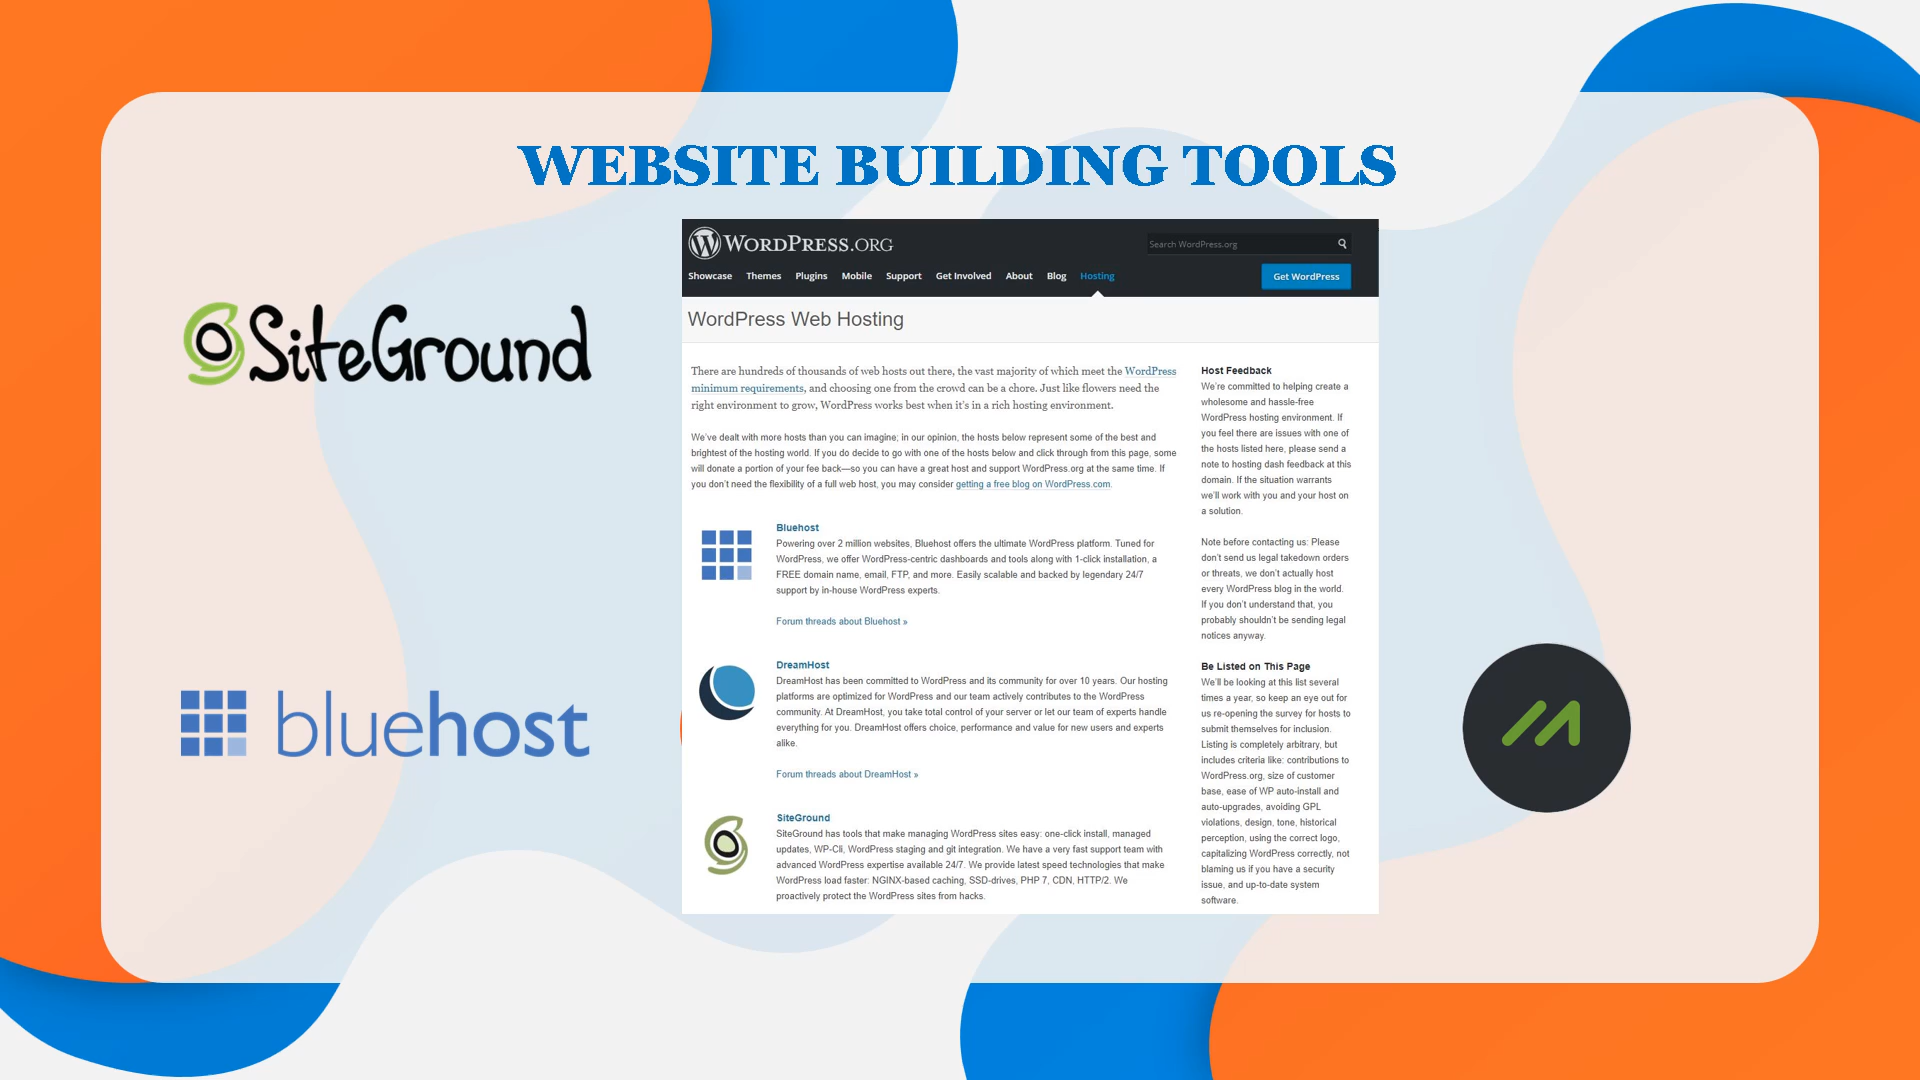 WEBSITE BUILDING TOOLS
SiteGround
bluehost
WORDPRESS.ORG
Search WordPress.org
Showcase Themes Plugins Mobile Support Get Involved About Blog Hosting
Get WordPress
WordPress Web Hosting
There are hundreds of thousands of web hosts out there, the vast majority of which meet the WordPress
minimum requirements, and choosing one from the crowd can be a chore. Just like flowers need the
right environment to grow, WordPress works best when it's in a rich hosting environment.
We've dealt with more hosts than you can imagine; in our opinion, the hosts below represent some of the best and
brightest of the hosting world. If you do decide to go with one of the hosts below and click through from this page, some
will donate a portion of your fee back—so you can have a great host and support WordPress.org at the same time. If
you don't need the flexibility of a full web host, you may consider getting a free blog on WordPress.com.
Bluehost
Powering over 2 million websites, Bluehost offers the ultimate WordPress platform. Tuned for
WordPress, we offer WordPress-centric dashboards and tools along with 1-click installation, a
FREE domain name, email, FTP, and more. Easily scalable and backed by legendary 24/7
support by in-house WordPress experts.
Forum threads about Bluehost »
DreamHost
DreamHost has been committed to WordPress and its community for over 10 years. Our hosting
platforms are optimized for WordPress and our team actively contributes to the WordPress
community. At DreamHost, you take total control of your server or let our team of experts handle
everything for you. DreamHost offers choice, performance and value for new users and experts
alike.
Forum threads about DreamHost »
SiteGround
SiteGround has tools that make managing WordPress sites easy: one-click install, managed
updates, WP-Cli, WordPress staging and git integration. We have a very fast support team with
advanced WordPress expertise available 24/7. We provide latest speed technologies that make
WordPress load faster: NGINX-based caching, SSD-drives, PHP 7, CDN, HTTP/2. We
proactively protect the WordPress sites from hacks.
Host Feedback
We're committed to helping create a
wholesome and hassle-free
WordPress hosting environment. If
you feel there are issues with one of
the hosts listed here, please send a
note to hosting dash feedback at this
domain. If the situation warrants
we'll work with you and your host on
a solution.
Note before contacting us: Please
don't send us legal takedown orders
or threats, we don't actually host
every WordPress blog in the world.
If you don't understand that, you
probably shouldn't be sending legal
notices anyway.
Be Listed on This Page
We'll be looking at this list several
times a year, so keep an eye out for
us re-opening the survey for hosts to
submit themselves for inclusion.
Listing is completely arbitrary, but
includes criteria like: contributions to
WordPress.org, size of customer
base, ease of WP auto-install and
auto-upgrades, avoiding GPL
violations, design, tone, historical
perception, using the correct logo,
capitalizing WordPress correctly, not
blaming us if you have a security
issue, and up-to-date system
software.